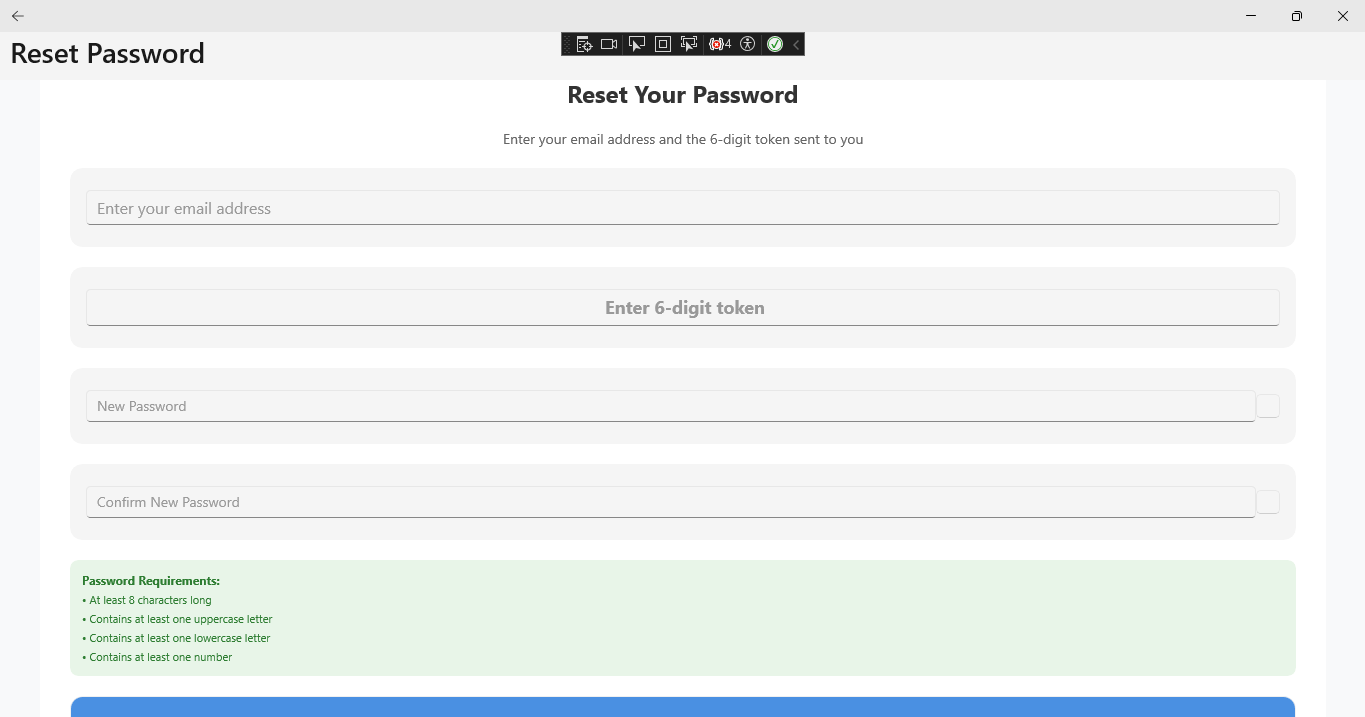 Reset Password
4
Reset Your Password
Enter your email address and the 6-digit token sent to you
Enter your email address
Enter 6-digit token
New Password
Confirm New Password
Password Requirements:
• At least 8 characters long
• Contains at least one uppercase letter
• Contains at least one lowercase letter
• Contains at least one number